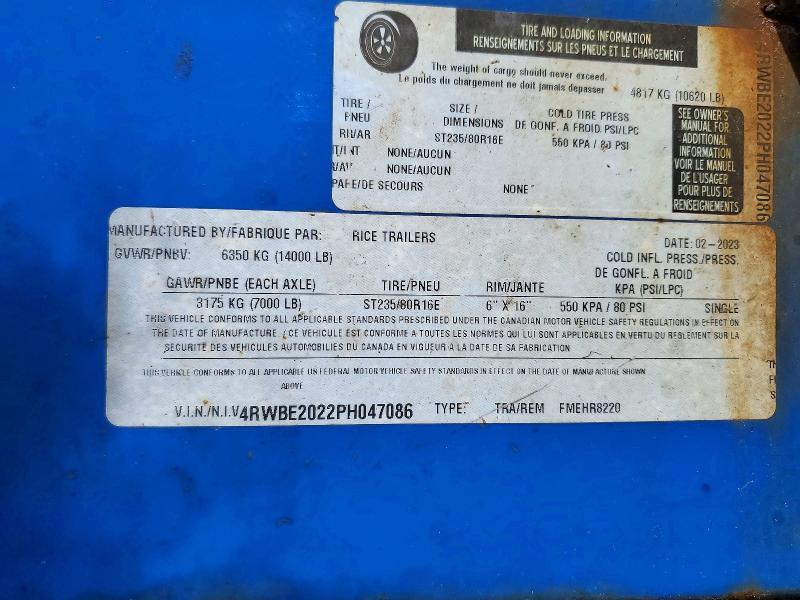 TIRE AND LOADING INFORMATION
RENSEIGNEMENTS SUR LES PNEUS ET LE CHARGEMENT
The weight of cargo should never exceed.
Le poids du chargement ne doit jamais depasser 4817 KG (10620 LB)
TIRE / SIZE / COLD TIRE PRESS
PNEU DIMENSIONS DE GONF. A FROID PSI/LPC
ST235/80R16E 550 KPA / 80 PSI
NONE/AUCUN
NONE/AUCUN
DE SECOURS NONE
SEE OWNER'S
MANUAL FOR
ADDITIONAL
INFORMATION
VOIR LE MANUEL
DE L'USAGER
POUR PLUS DE
RENSEIGNEMENTS
4RWBE2022PH047086
MANUFACTURED BY/FABRIQUE PAR: RICE TRAILERS DATE: 02-2023
GVWR/PNBV: 6350 KG (14000 LB) COLD INFL. PRESS./PRESS.
DE GONFL. A FROID
GAWR/PNBE (EACH AXLE) TIRE/PNEU RIM/JANTE KPA (PSI/LPC)
3175 KG (7000 LB) ST235/80R16E 6" X 16" 550 KPA / 80 PSI SINGLE
THIS VEHICLE CONFORMS TO ALL APPLICABLE STANDARDS PRESCRIBED UNDER THE CANADIAN MOTOR VEHICLE SAFETY REGULATIONS IN EFFECT ON
THE DATE OF MANUFACTURE / CE VEHICULE EST CONFORME A TOUTES LES NORMES QUI LUI SONT APPLICABLES EN VERTU DU REGLEMENT SUR LA
SECURITE DES VEHICULES AUTOMOBILES DU CANADA EN VIGUEUR A LA DATE DE SA FABRICATION
THIS VEHICLE CONFORMS TO ALL APPLICABLE US FEDERAL MOTOR VEHICLE SAFETY STANDARDS IN EFFECT ON THE DATE OF MANUFACTURE SHOWN
ABOVE
V.I.N./N.I.V 4RWBE2022PH047086 TYPE: TRA/REM FMEHR8220